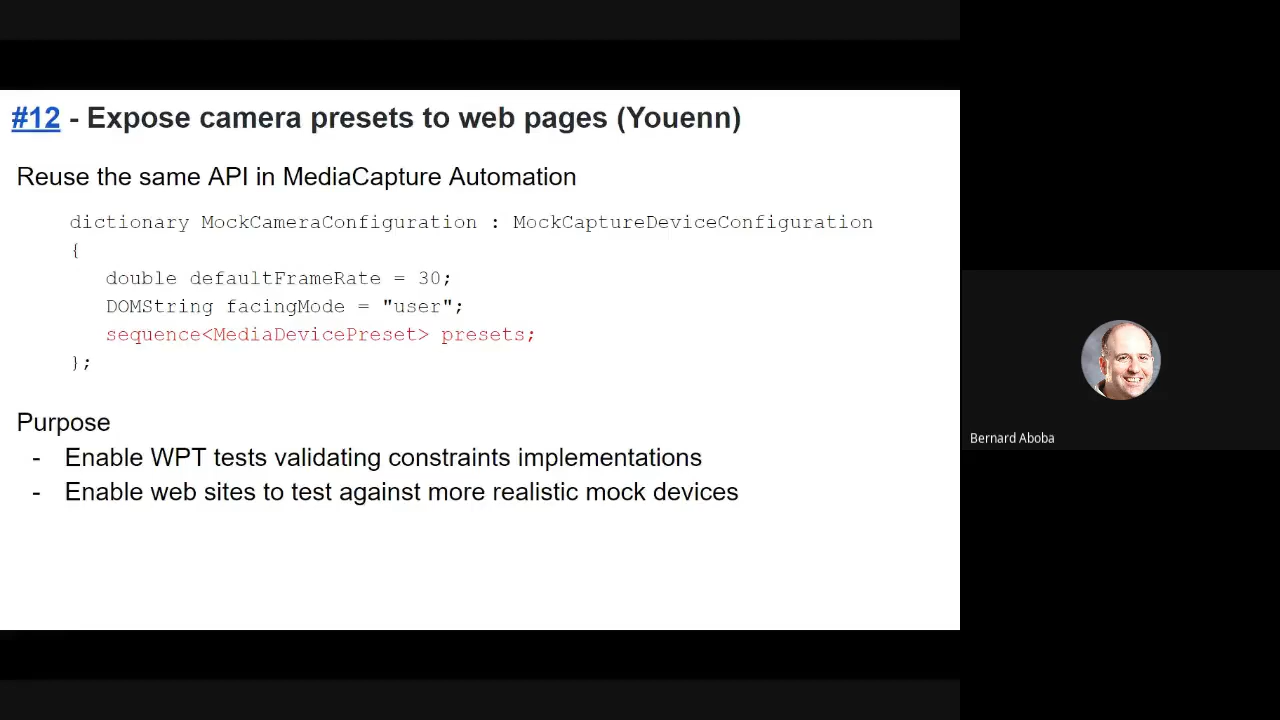 #12 - Expose camera presets to web pages (Youenn)
Reuse the same API in MediaCapture Automation
dictionary MockCameraConfiguration : MockCaptureDeviceConfiguration
{
double defaultFrameRate = 30;
DOMString facingMode = "user";
sequence<MediaDevicePreset> presets;
};
Purpose
- Enable WPT tests validating constraints implementations
- Enable web sites to test against more realistic mock devices
Bernard Aboba